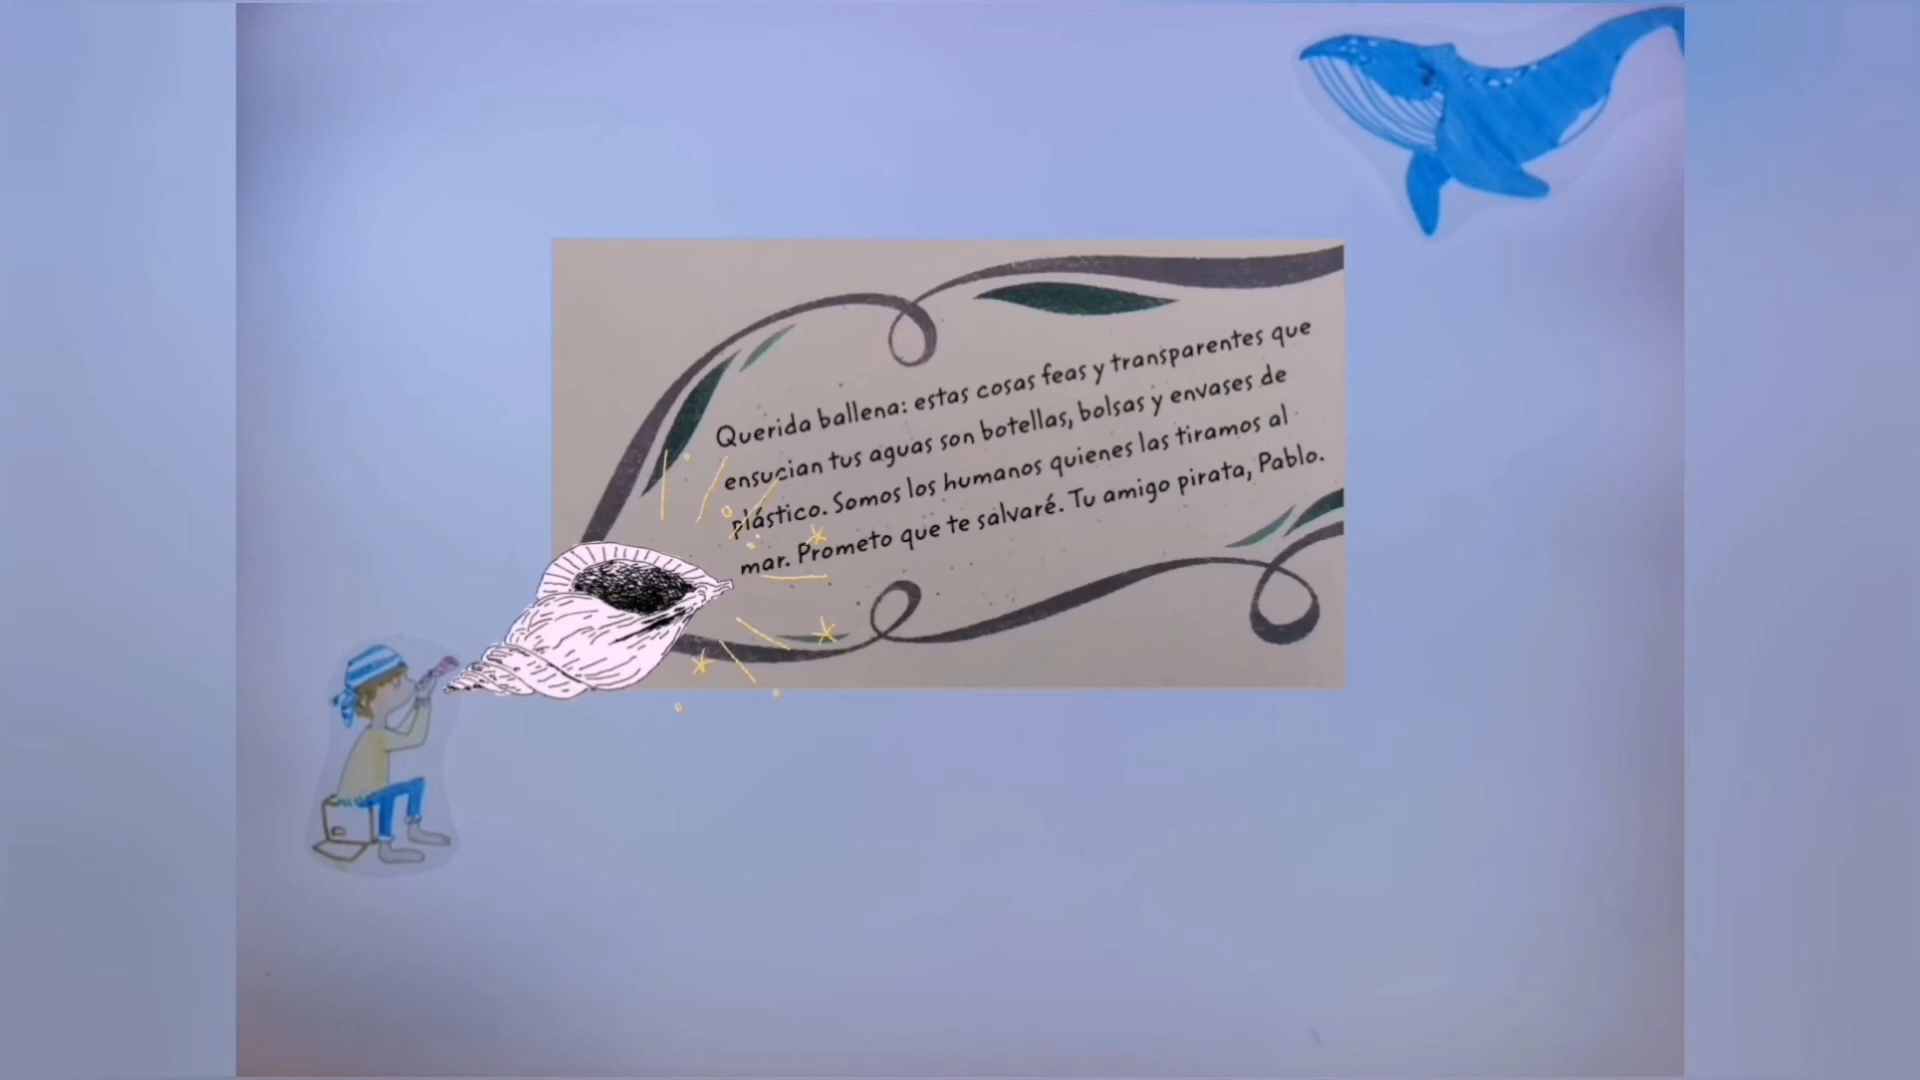 Querida ballena: estas cosas feas y transparentes que
ensucian tus aguas son botellas, bolsas y envases de
plástico. Somos los humanos quienes las tiramos al
mar. Prometo que te salvaré. Tu amigo pirata, Pablo.